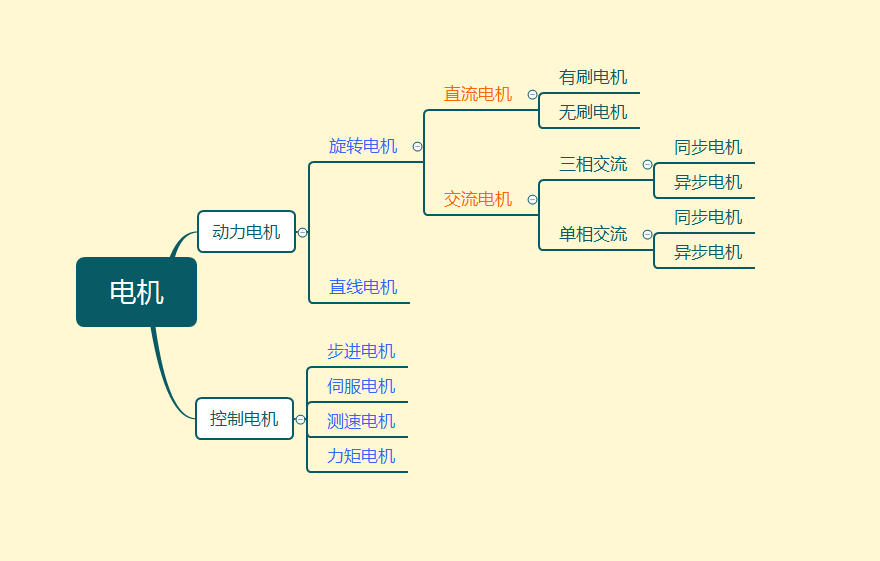 电机
动力电机
旋转电机
直流电机
有刷电机
无刷电机
交流电机
三相交流
同步电机
异步电机
单相交流
同步电机
异步电机
直线电机
控制电机
步进电机
伺服电机
测速电机
力矩电机